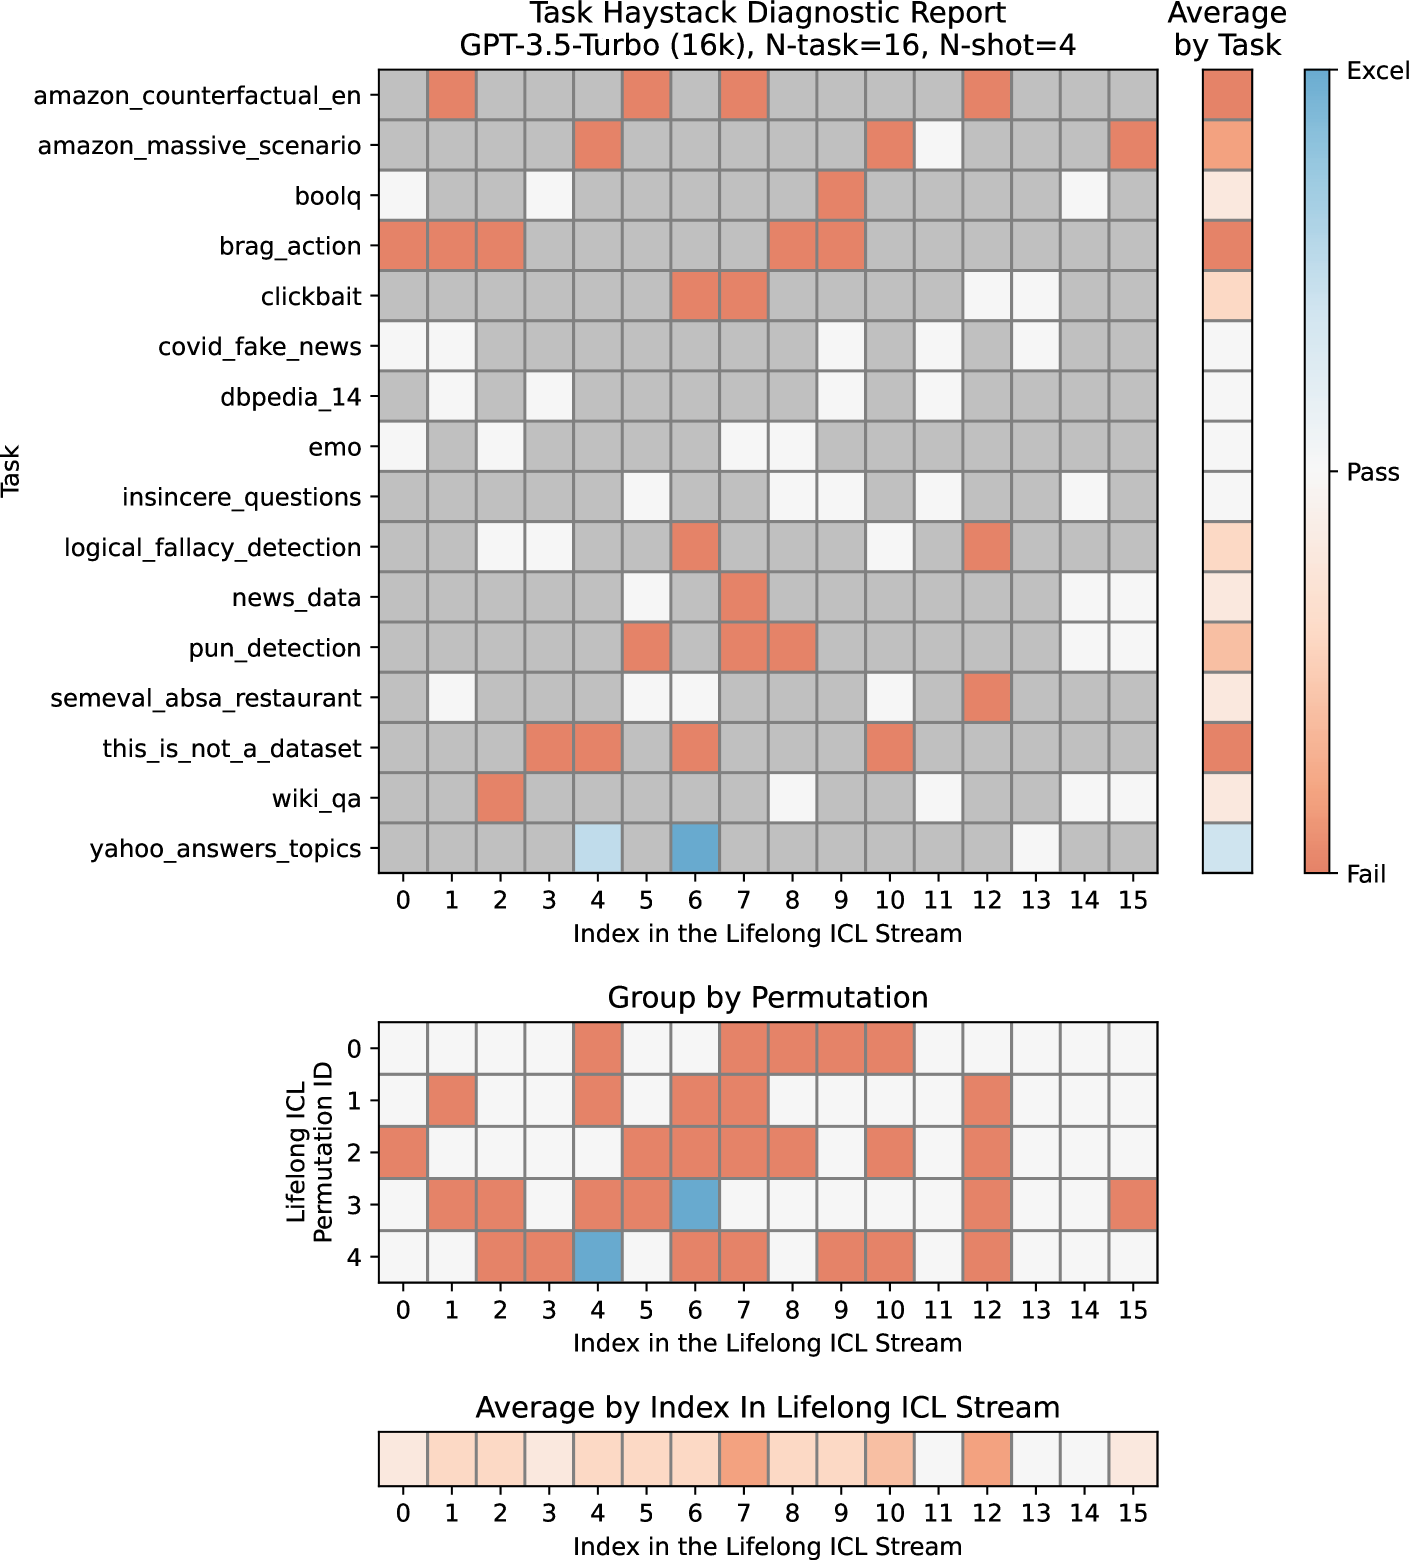 Task Haystack Diagnostic Report
GPT-3.5-Turbo (16k), N-task=16, N-shot=4
Average
by Task
Task
amazon_counterfactual_en
amazon_massive_scenario
boolq
brag_action
clickbait
covid_fake_news
dbpedia_14
emo
insincere_questions
logical_fallacy_detection
news_data
pun_detection
semeval_absa_restaurant
this_is_not_a_dataset
wiki_qa
yahoo_answers_topics
Excel
Pass
Fail
0 1 2 3 4 5 6 7 8 9 10 11 12 13 14 15
Index in the Lifelong ICL Stream
Group by Permutation
Lifelong ICL
Permutation ID
0
1
2
3
4
0 1 2 3 4 5 6 7 8 9 10 11 12 13 14 15
Index in the Lifelong ICL Stream
Average by Index In Lifelong ICL Stream
0 1 2 3 4 5 6 7 8 9 10 11 12 13 14 15
Index in the Lifelong ICL Stream